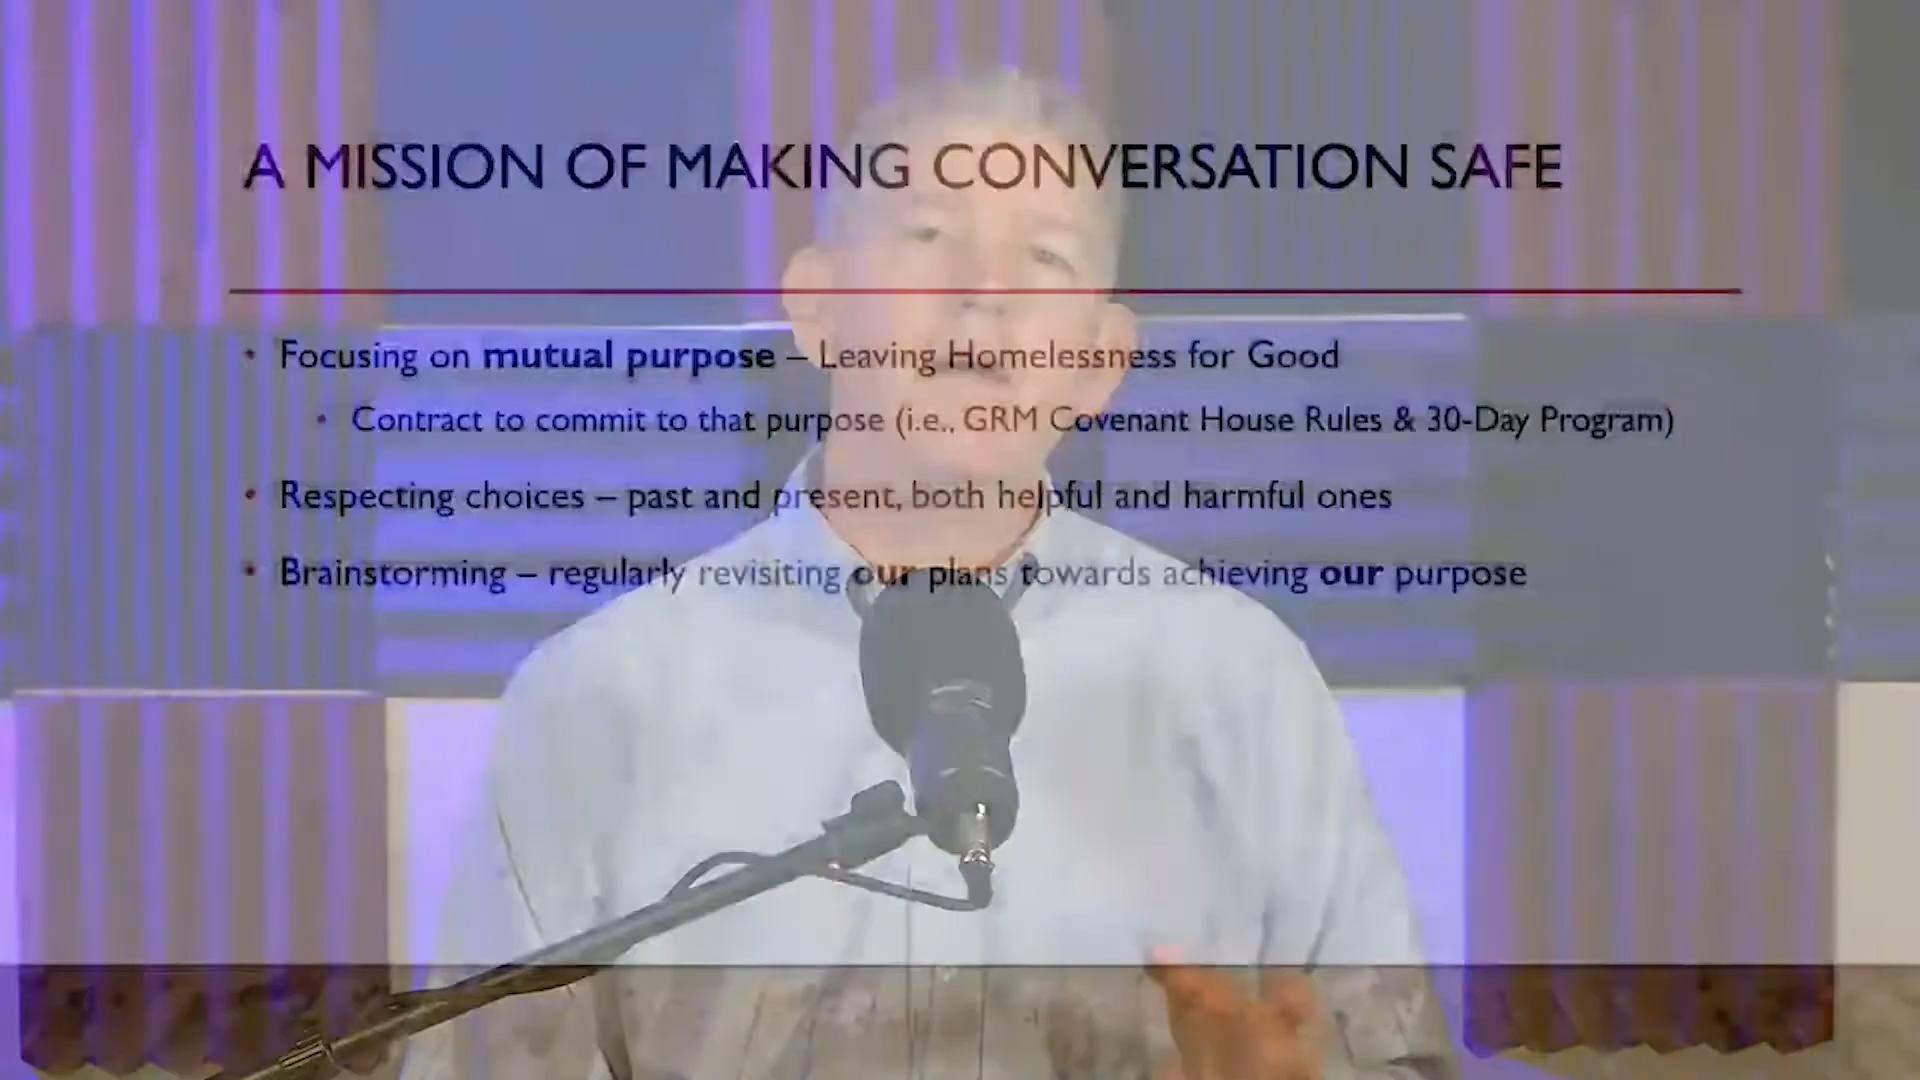 A MISSION OF MAKING CONVERSATION SAFE
• Focusing on mutual purpose – Leaving Homelessness for Good
• Contract to commit to that purpose (i.e., GRM Covenant House Rules & 30-Day Program)
• Respecting choices – past and present, both helpful and harmful ones
• Brainstorming – regularly revisiting our plans towards achieving our purpose